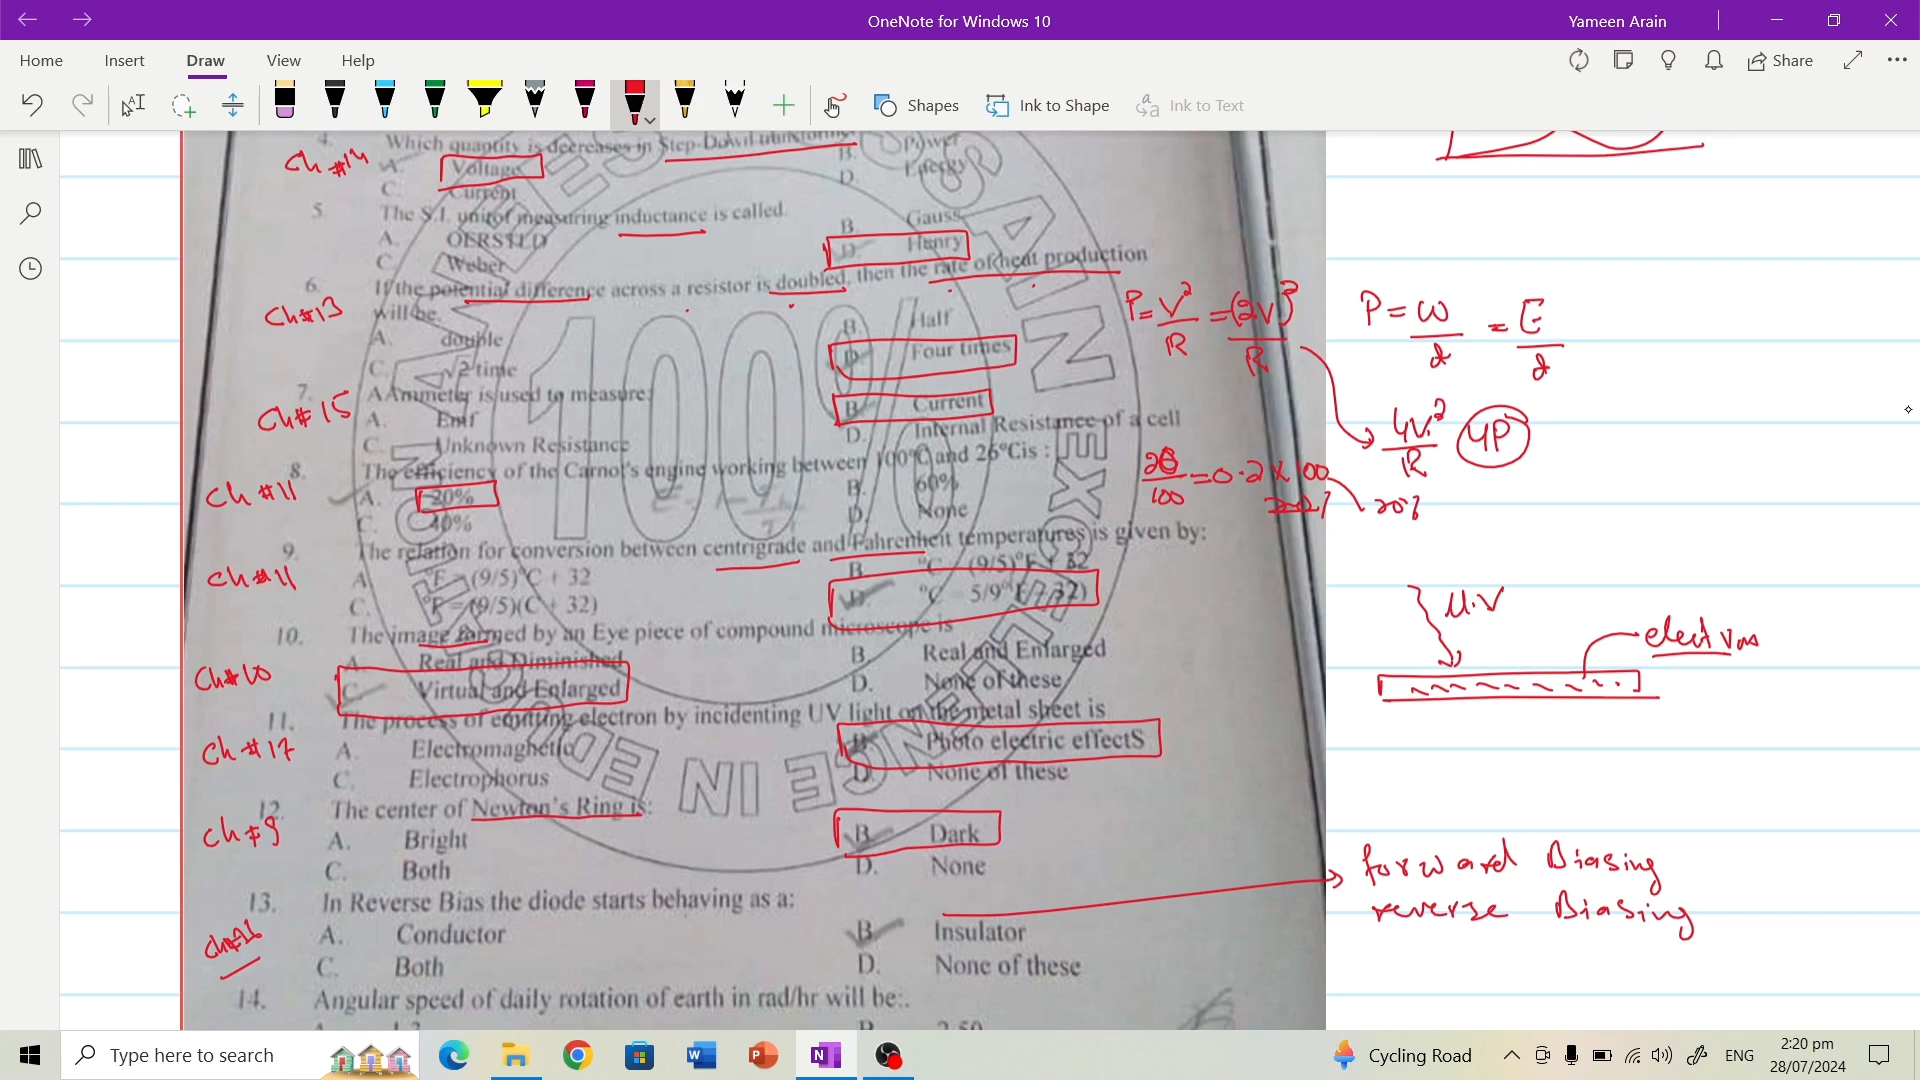 OneNote for Windows 10
Yameen Arain
Home Insert Draw View Help
Share
Shapes Ink to Shape Ink to Text
4. Which quantity is decreases in Step-Down
Ch #14
A. Voltage B. Power
C. Current D. Energy
5. The S.I. unit of measuring inductance is called
A. OERSTED B. Gauss
C. Weber D. Henry
6. If the potential difference across a resistor is doubled, then the rate of heat production
Ch#13 will be
A. double B. Half
C. √2 time D. Four times
P = V² / R = (2V)² / R
P = W / t = E / t
4V² / R 4P
7. A Ammeter is used to measure:
Ch# 15
A. Emf B. Current
C. Unknown Resistance D. Internal Resistance of a cell
8. The efficiency of the Carnot's engine working between 100°C and 26°C is :
Ch #11
A. 20% B. 60%
C. 40% D. None
= 0.2 × 100
20%
9. The relation for conversion between centrigrade and Fahrenheit temperatures is given by:
Ch #11
A. °F (9/5)°C + 32 B. °C (9/5)°F + 32
C. °F = (9/5)(C + 32) D. °C 5/9°F - 32)
10. The image formed by an Eye piece of compound microscope is
Ch#10
A. Real and Diminished B. Real and Enlarged
C. Virtual and Enlarged D. None of these
U.V
electrons
11. The process of emitting electron by incidenting UV light on the metal sheet is
Ch #17
A. Electromaghetic B. Photo electric effectS
C. Electrophorus D. None of these
12. The center of Newton's Ring is:
Ch #9
A. Bright B. Dark
C. Both D. None
forward Biasing
reverse Biasing
13. In Reverse Bias the diode starts behaving as a:
A. Conductor B. Insulator
C. Both D. None of these
14. Angular speed of daily rotation of earth in rad/hr will be:.
100%
EXCELLENCE IN EDU
Type here to search
Cycling Road
ENG
2:20 pm
28/07/2024